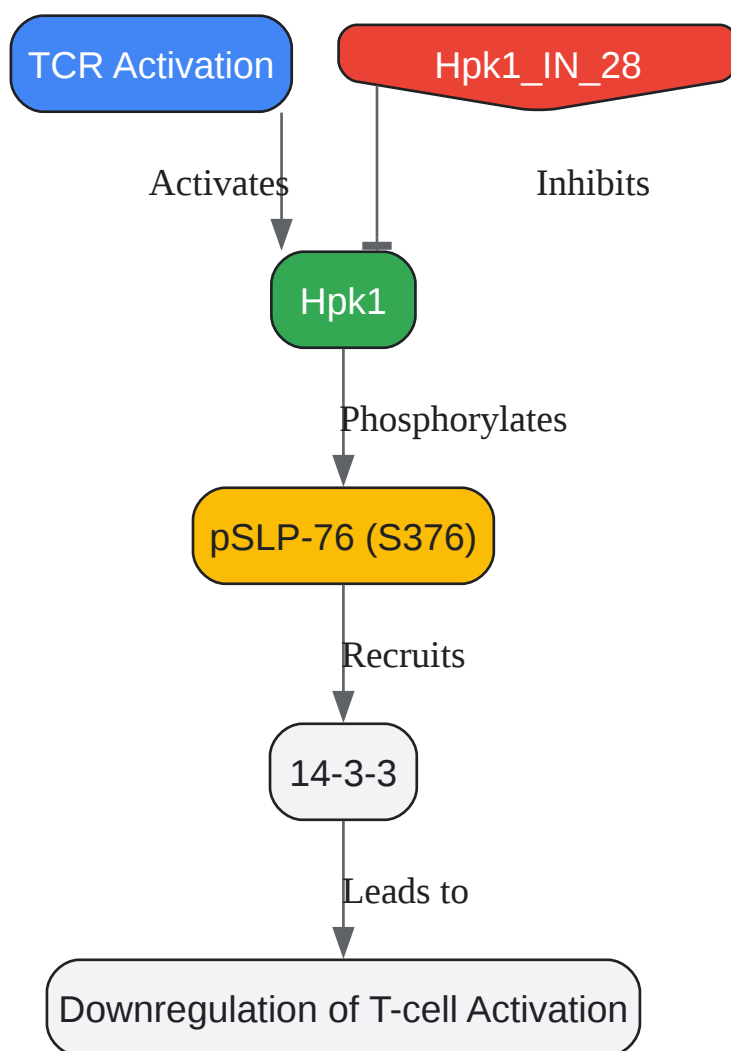 TCR Activation
Hpk1_IN_28
Activates
Inhibits
Hpk1
Phosphorylates
pSLP-76 (S376)
Recruits
14-3-3
Leads to
Downregulation of T-cell Activation